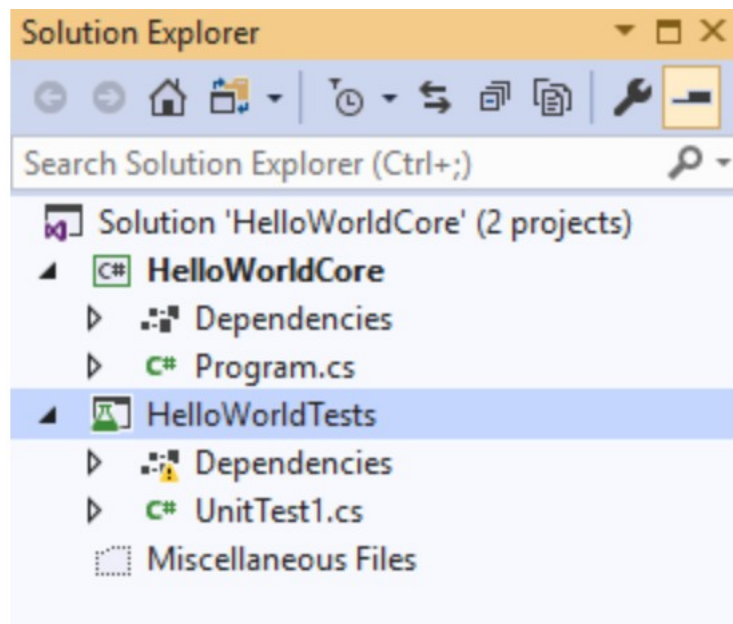 Solution Explorer
Search Solution Explorer (Ctrl+;)
Solution 'HelloWorldCore' (2 projects)
C# HelloWorldCore
Dependencies
C# Program.cs
HelloWorldTests
Dependencies
C# UnitTest1.cs
Miscellaneous Files